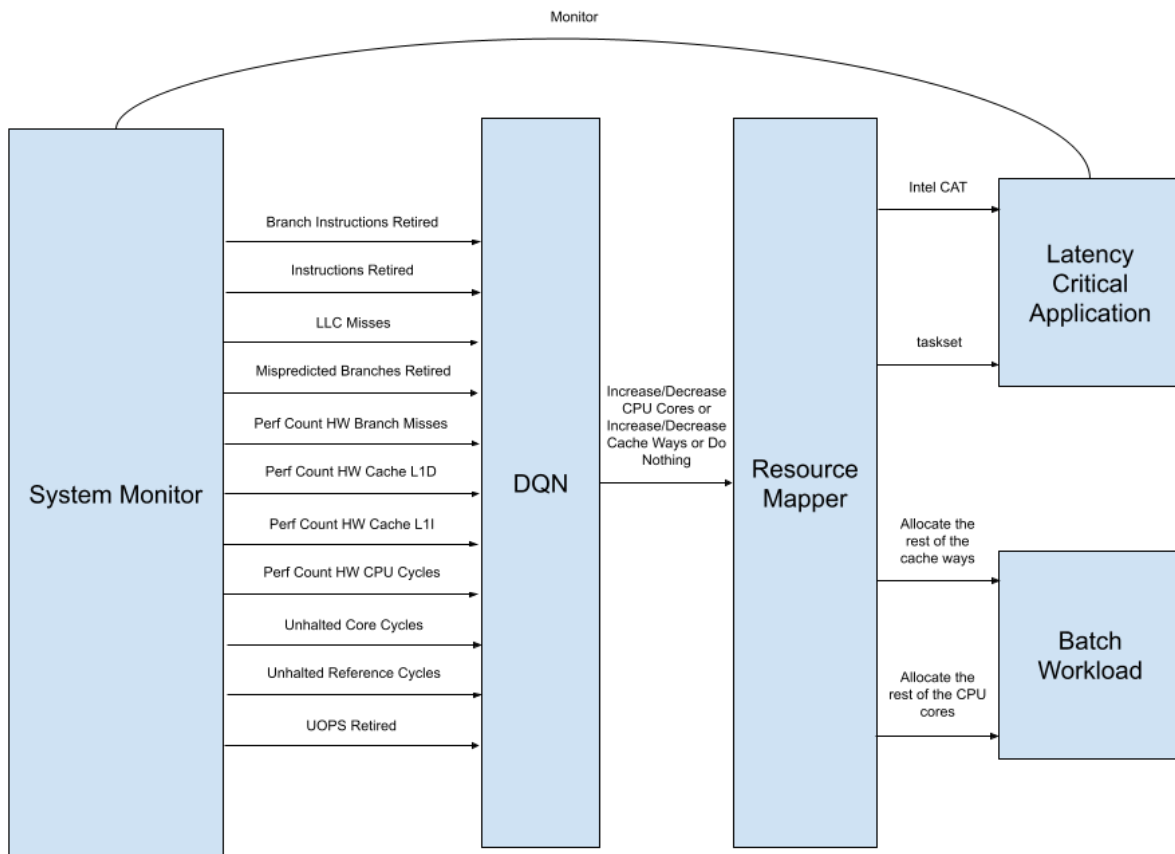 Monitor
System Monitor
Branch Instructions Retired
Instructions Retired
LLC Misses
Mispredicted Branches Retired
Perf Count HW Branch Misses
Perf Count HW Cache L1D
Perf Count HW Cache L1I
Perf Count HW CPU Cycles
Unhalted Core Cycles
Unhalted Reference Cycles
UOPS Retired
DQN
Increase/Decrease
CPU Cores or
Increase/Decrease
Cache Ways or Do
Nothing
Resource
Mapper
Intel CAT
taskset
Latency
Critical
Application
Allocate the
rest of the
cache ways
Allocate the
rest of the CPU
cores
Batch
Workload